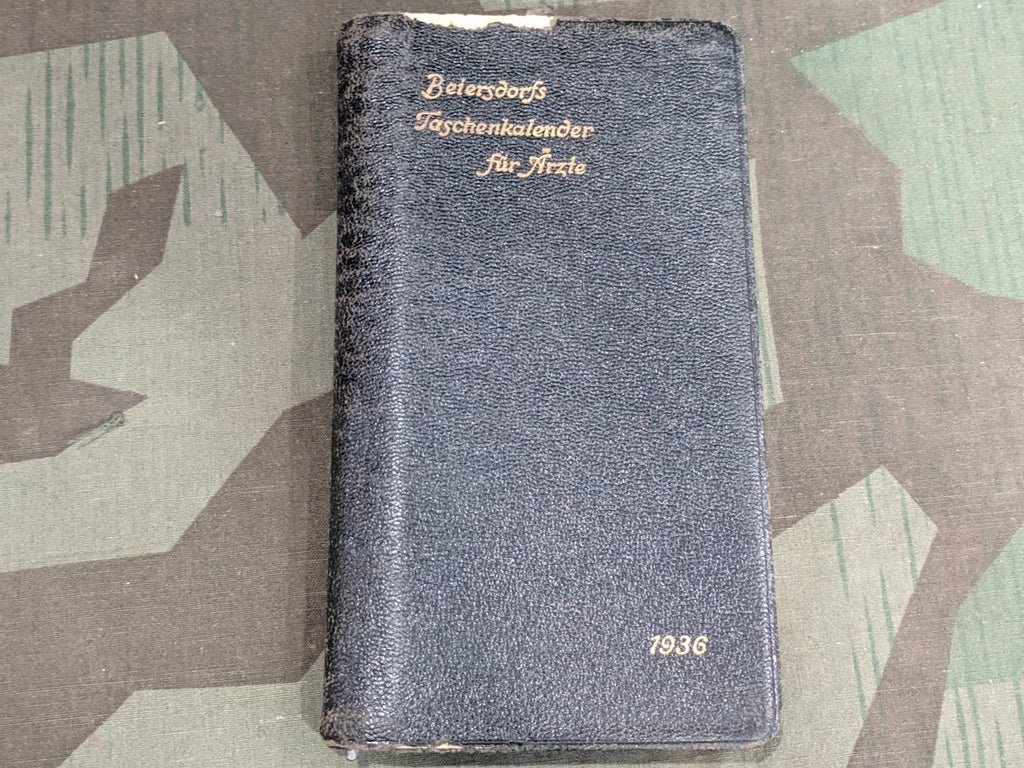 Beiersdorfs
Taschenkalender
für Ärzte
1936